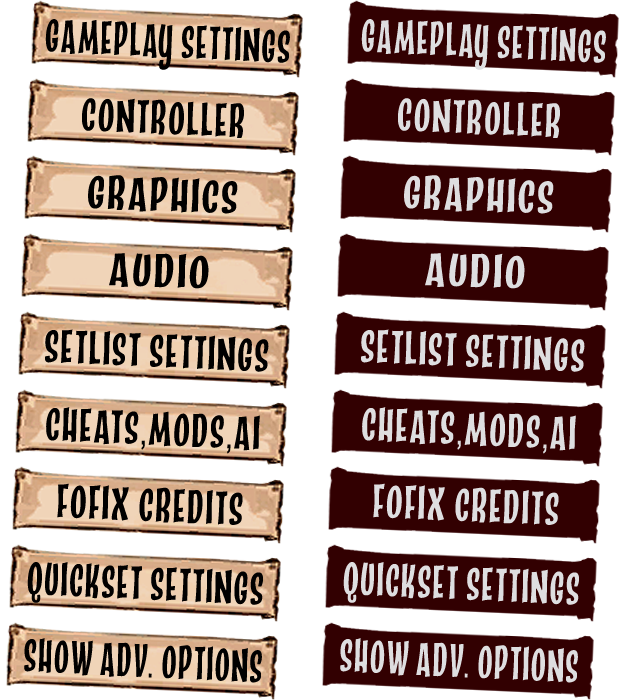 GAMEPLAY SETTINGS GAMEPLAY SETTINGS
CONTROLLER CONTROLLER
GRAPHICS GRAPHICS
AUDIO AUDIO
SETLIST SETTINGS SETLIST SETTINGS
CHEATS,MODS,AI CHEATS,MODS,AI
FOFIX CREDITS FOFIX CREDITS
QUICKSET SETTINGS QUICKSET SETTINGS
SHOW ADV. OPTIONS SHOW ADV. OPTIONS